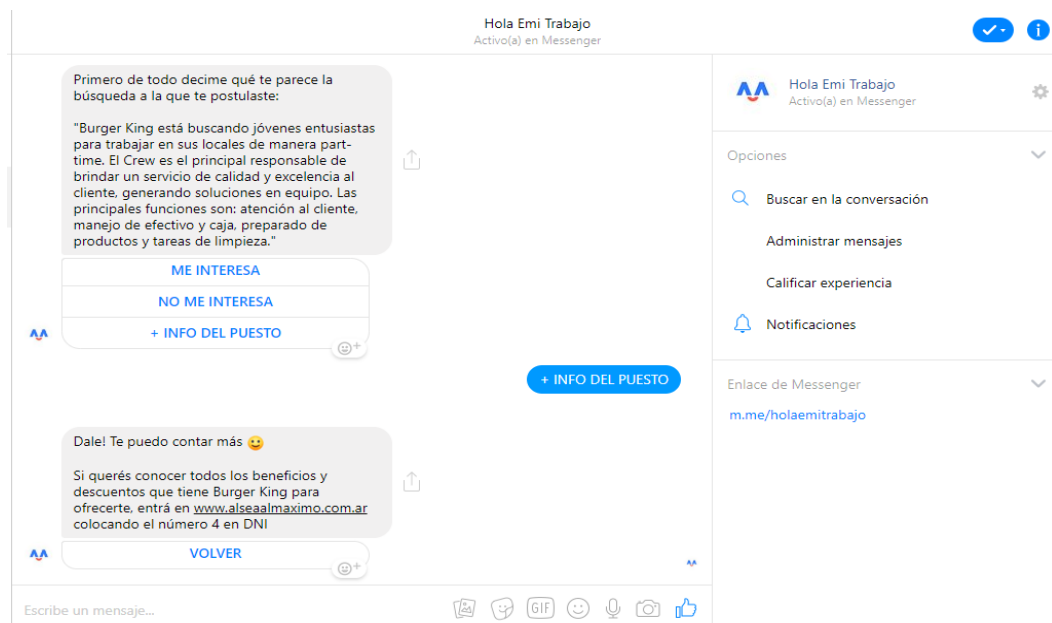 Hola Emi Trabajo
Activo(a) en Messenger
Primero de todo decime qué te parece la
búsqueda a la que te postulaste:
"Burger King está buscando jóvenes entusiastas
para trabajar en sus locales de manera part-
time. El Crew es el principal responsable de
brindar un servicio de calidad y excelencia al
cliente, generando soluciones en equipo. Las
principales funciones son: atención al cliente,
manejo de efectivo y caja, preparado de
productos y tareas de limpieza."
ME INTERESA
NO ME INTERESA
+ INFO DEL PUESTO
+ INFO DEL PUESTO
Dale! Te puedo contar más 😀
Si querés conocer todos los beneficios y
descuentos que tiene Burger King para
ofrecerte, entrá en www.alseaalmaximo.com.ar
colocando el número 4 en DNI
VOLVER
Escribe un mensaje...
GIF
Hola Emi Trabajo
Activo(a) en Messenger
Opciones
Buscar en la conversación
Administrar mensajes
Calificar experiencia
Notificaciones
Enlace de Messenger
m.me/holaemitrabajo